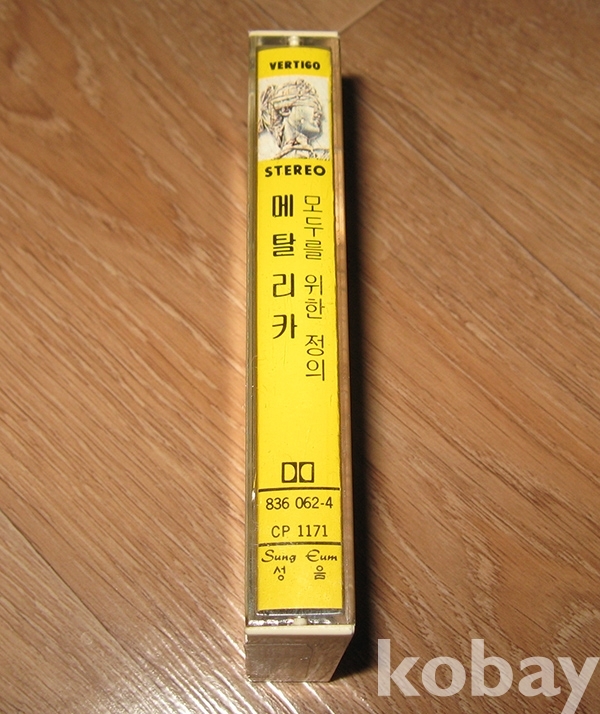 VERTIGO
STEREO
메탈리카
모두를 위한 정의
836 062-4
CP 1171
Sung Eum
성 음
kobay